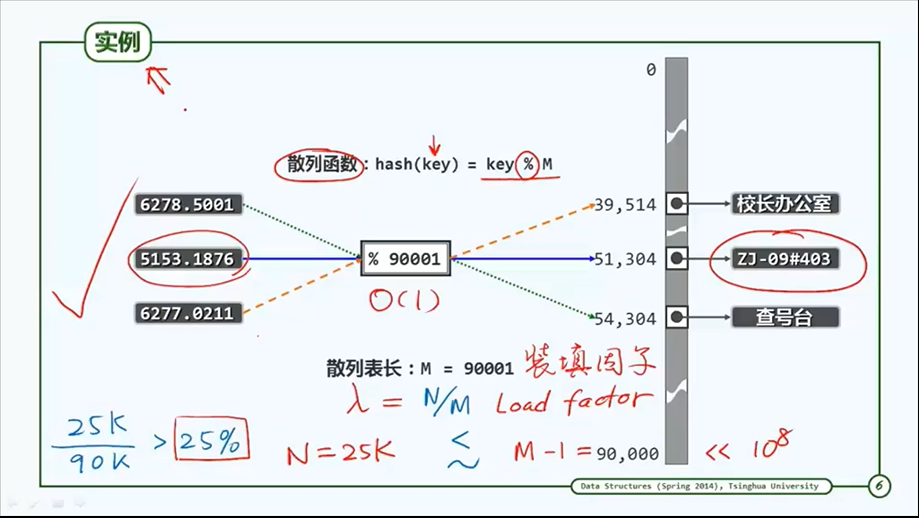 实例
0
散列函数：hash(key) = key % M
6278.5001
39,514
校长办公室
5153.1876
% 90001
51,304
ZJ-09#403
O(1)
6277.0211
54,304
查号台
散列表长：M = 90001 装填因子
λ = N/M Load factor
25K
90K
> 25%
N = 25K < ~ M - 1 = 90,000 << 10^8
Data Structures (Spring 2014), Tsinghua University
6